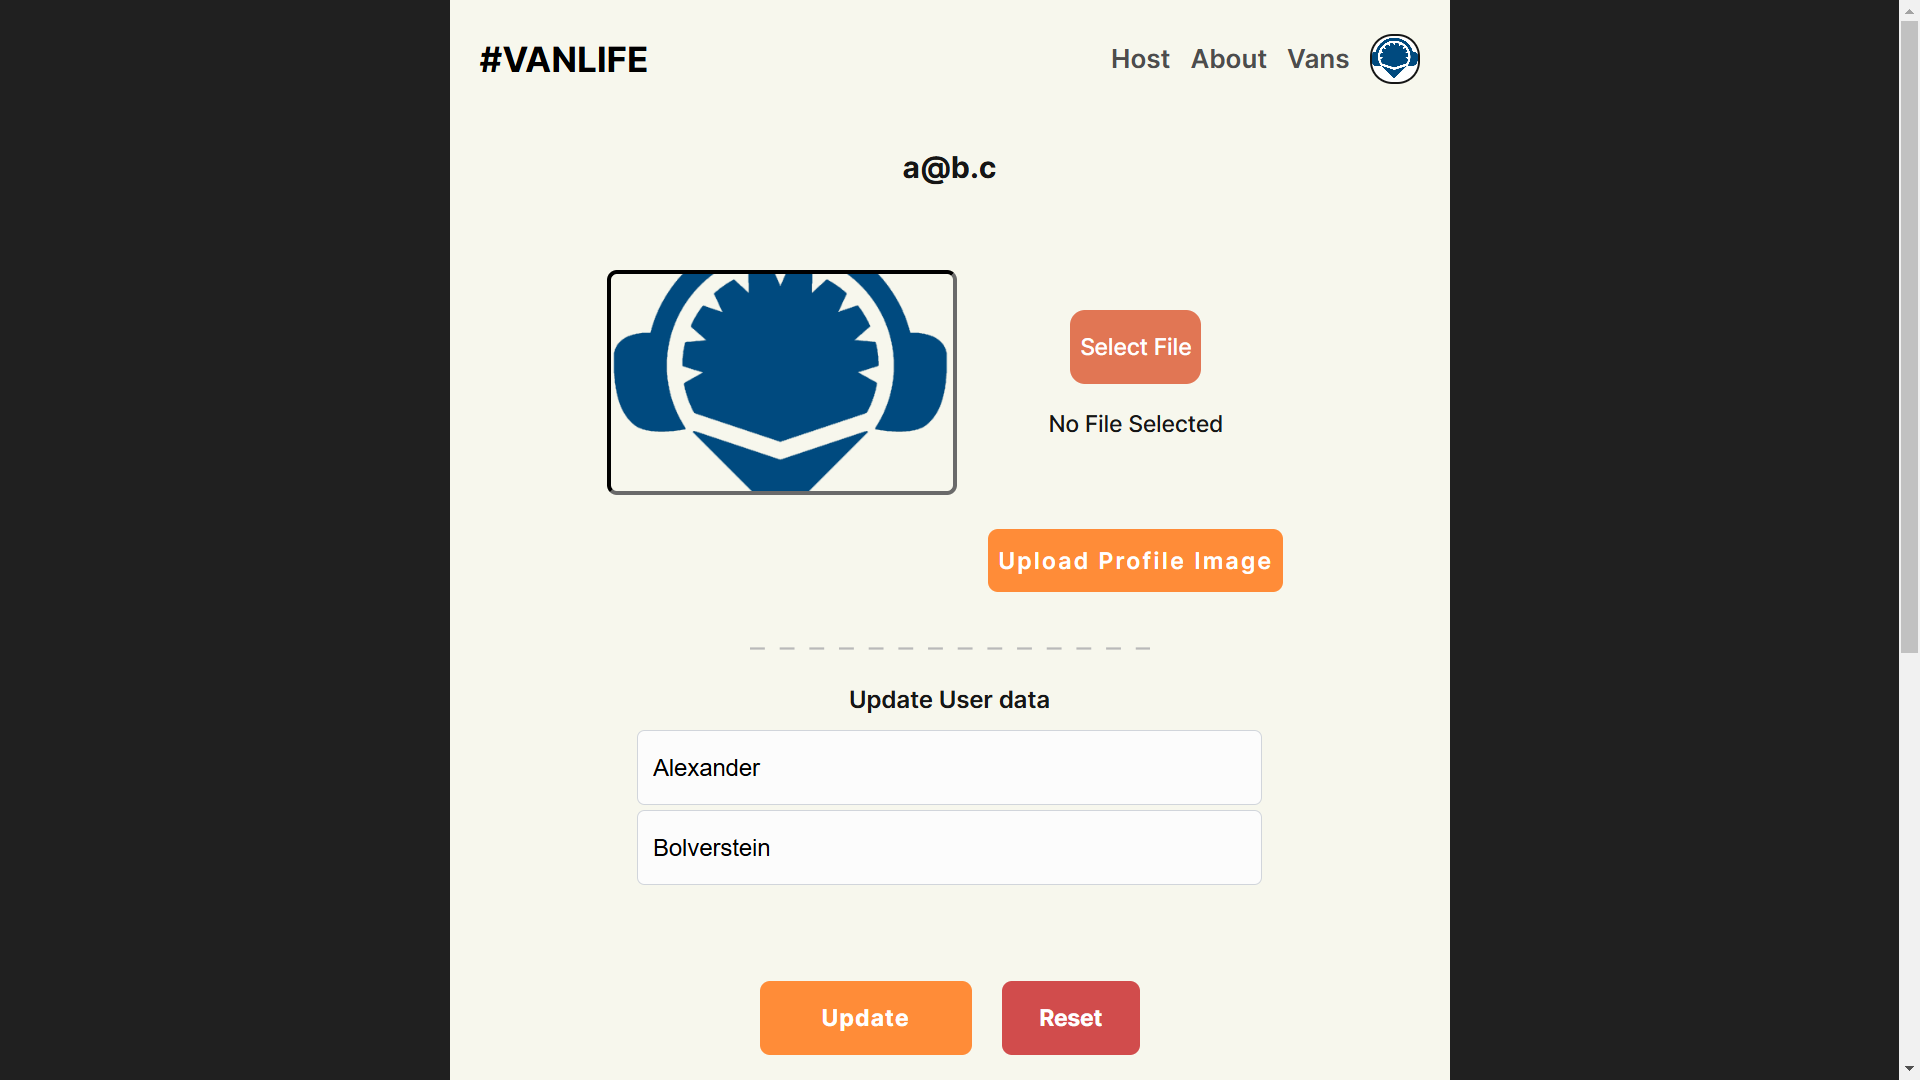 #VANLIFE
Host About Vans
a@b.c
Select File
No File Selected
Upload Profile Image
Update User data
Alexander
Bolverstein
Update Reset